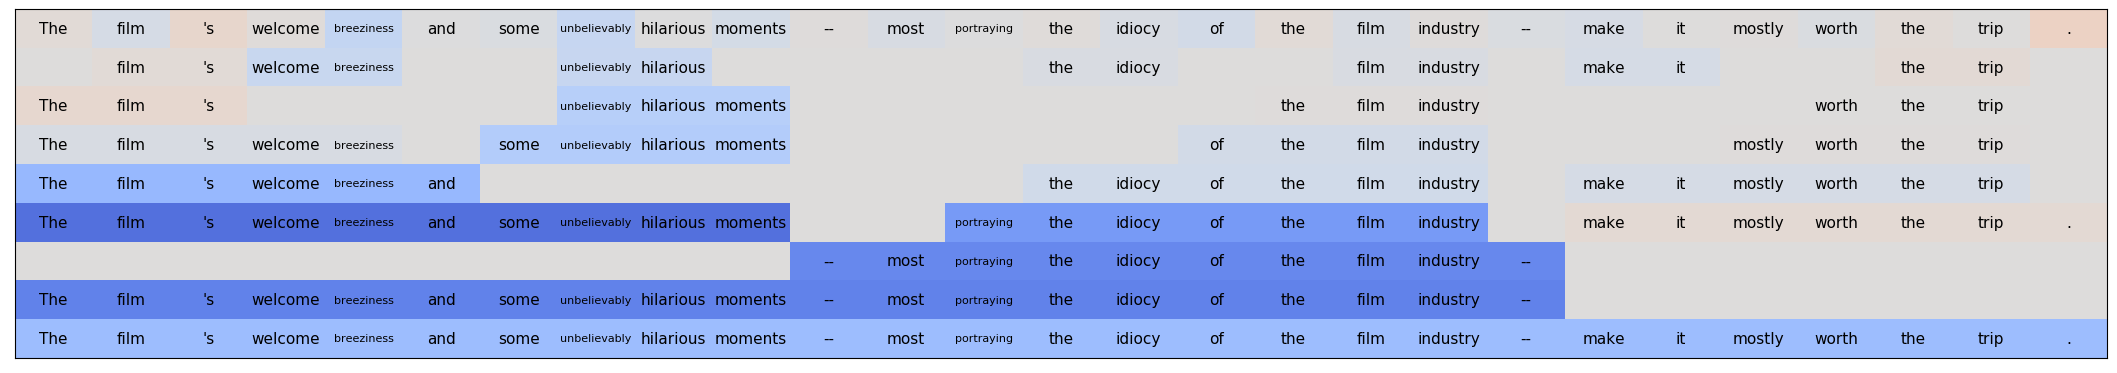 The film 's welcome breeziness and some unbelievably hilarious moments -- most portraying the idiocy of the film industry -- make it mostly worth the trip .
film 's welcome breeziness unbelievably hilarious the idiocy film industry make it the trip
The film 's unbelievably hilarious moments the film industry worth the trip
The film 's welcome breeziness some unbelievably hilarious moments of the film industry mostly worth the trip
The film 's welcome breeziness and the idiocy of the film industry make it mostly worth the trip
The film 's welcome breeziness and some unbelievably hilarious moments portraying the idiocy of the film industry make it mostly worth the trip .
-- most portraying the idiocy of the film industry --
The film 's welcome breeziness and some unbelievably hilarious moments -- most portraying the idiocy of the film industry --
The film 's welcome breeziness and some unbelievably hilarious moments -- most portraying the idiocy of the film industry -- make it mostly worth the trip .